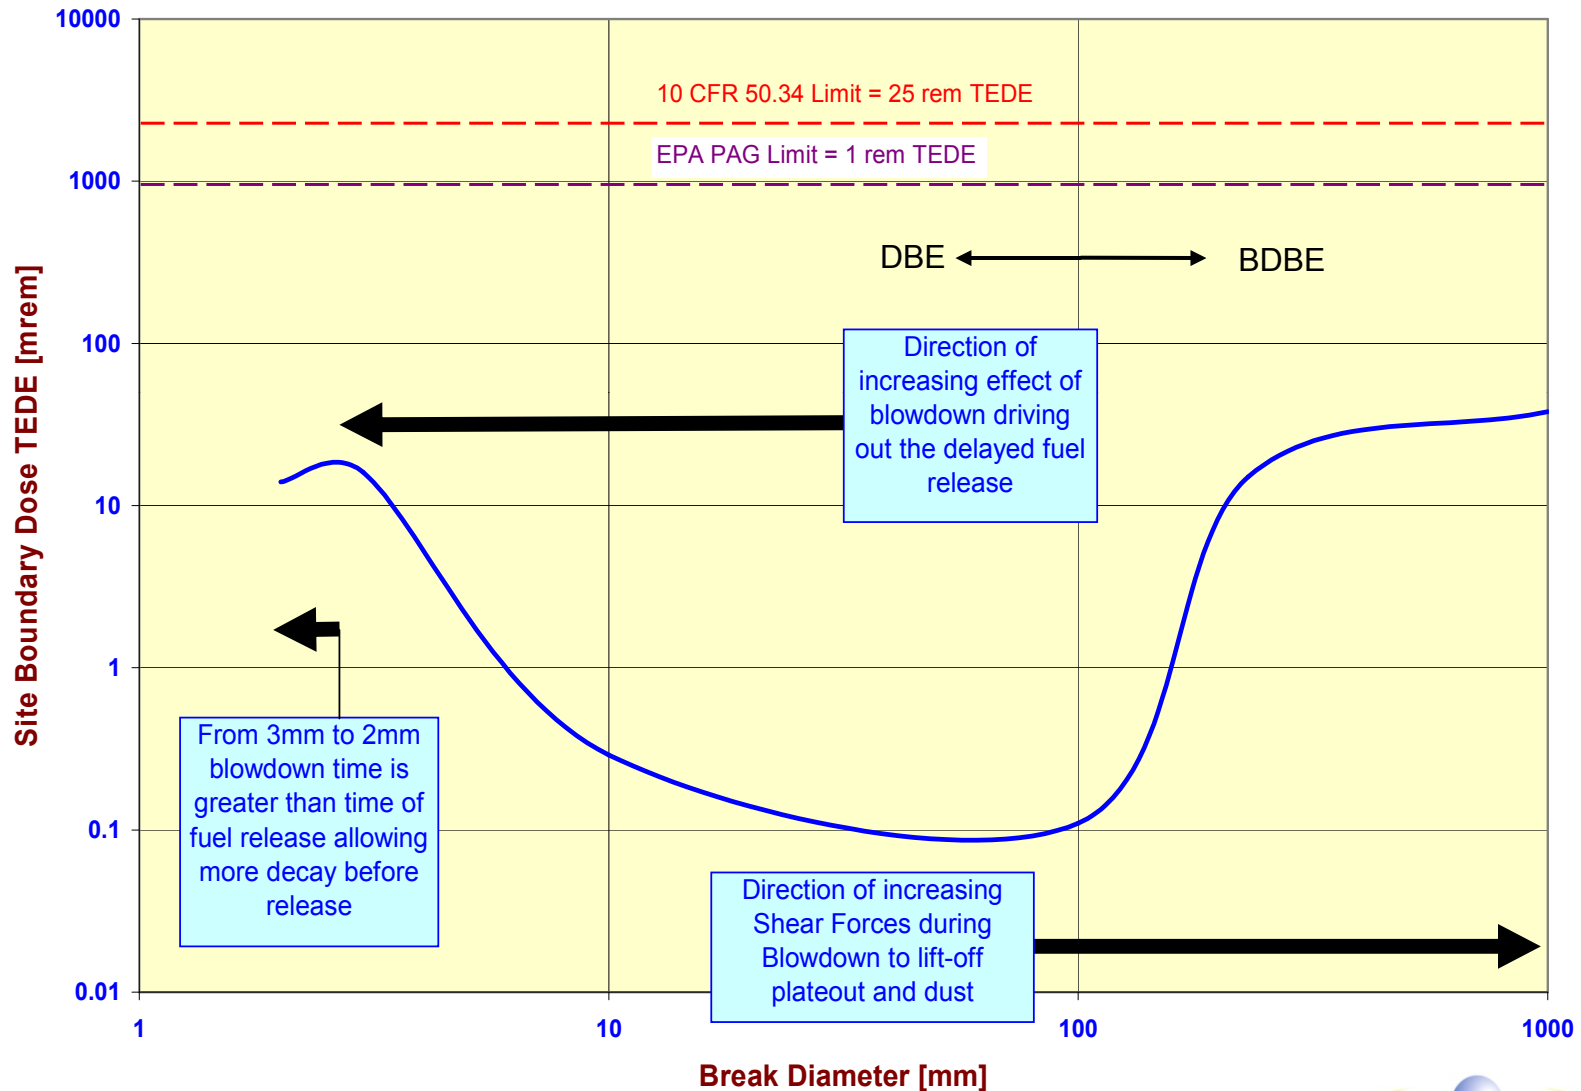 10000
10 CFR 50.34 Limit = 25 rem TEDE
EPA PAG Limit = 1 rem TEDE
1000
DBE
BDBE
100
Direction of
increasing effect of
blowdown driving
out the delayed fuel
release
Site Boundary Dose TEDE [mrem]
10
1
From 3mm to 2mm
blowdown time is
greater than time of
fuel release allowing
more decay before
release
0.1
Direction of increasing
Shear Forces during
Blowdown to lift-off
plateout and dust
0.01
1
10
100
1000
Break Diameter [mm]